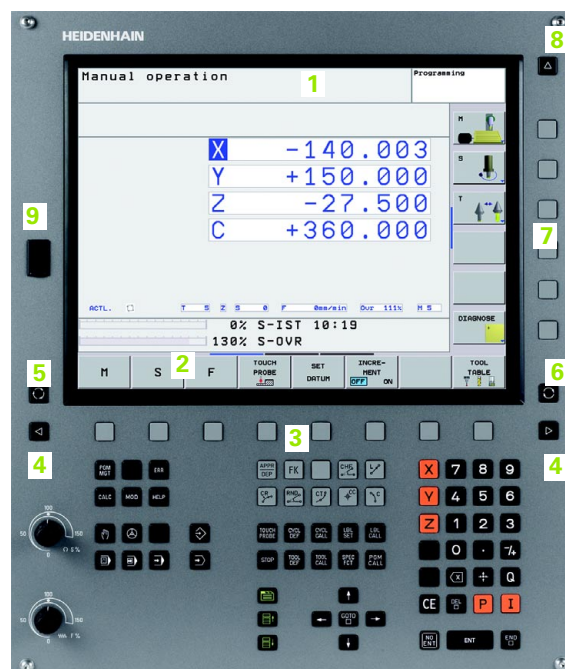 8
HEIDENHAIN
Manual operation
1
Programming
M
X -140.003
Y +150.000
S
Z -27.500
T
9
C +360.000
7
ACTL. T 5 Z S 0 F 0mm/min Ovr 111% M 5
DIAGNOSE
0% S-IST 10:19
130% S-OVR
2
M S F TOUCH PROBE SET DATUM INCRE-MENT OFF ON TOOL TABLE
5
6
3
4
4
PGM MGT ERR
APPR DEP FK CHF L
X 7 8 9
CALC MOD HELP
CR RND CT CC C
Y 4 5 6
Z 1 2 3
100
50 150
0
S %
TOUCH PROBE CYCL DEF CYCL CALL LBL SET LBL CALL
0 . -/+
STOP TOOL DEF TOOL CALL SPEC FCT PGM CALL
Q
CE DEL P I
100
50 150
0
F %
GOTO
NO ENT ENT END